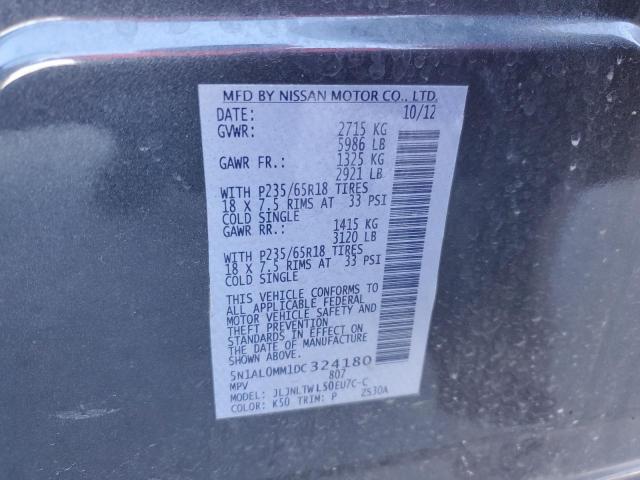 MFD BY NISSAN MOTOR CO., LTD.
DATE: 10/12
GVWR: 2715 KG
5986 LB
GAWR FR.: 1325 KG
2921 LB
WITH P235/65R18 TIRES
18 X 7.5 RIMS AT 33 PSI
COLD SINGLE
GAWR RR.: 1415 KG
3120 LB
WITH P235/65R18 TIRES
18 X 7.5 RIMS AT 33 PSI
COLD SINGLE
THIS VEHICLE CONFORMS TO
ALL APPLICABLE FEDERAL
MOTOR VEHICLE SAFETY AND
THEFT PREVENTION
STANDARDS IN EFFECT ON
THE DATE OF MANUFACTURE
SHOWN ABOVE.
5N1AL0MM1DC324180
MPV 807
MODEL: JLJNLTWL50EU7C-C
COLOR: K50 TRIM: P 2S30A